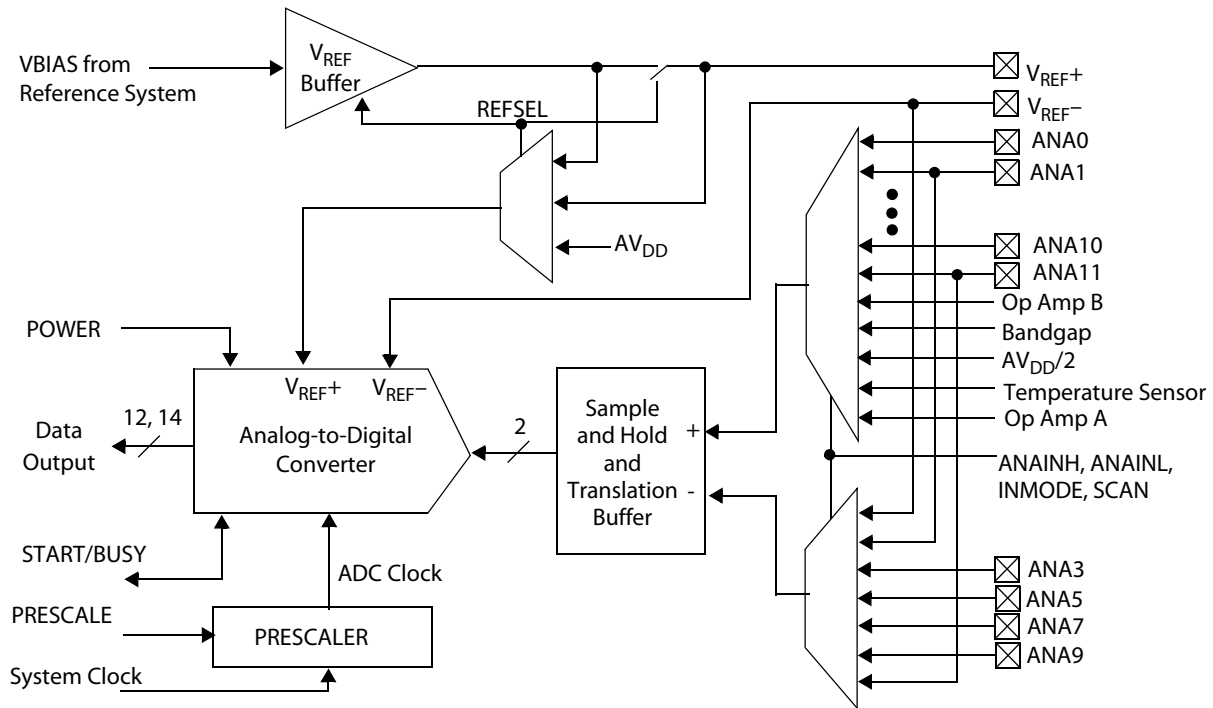 VBIAS from
Reference System
VREF
Buffer
REFSEL
AVDD
VREF+
VREF−
ANA0
ANA1
ANA10
ANA11
Op Amp B
Bandgap
AVDD/2
Temperature Sensor
Op Amp A
ANAINH, ANAINL,
INMODE, SCAN
ANA3
ANA5
ANA7
ANA9
POWER
VREF+
VREF−
Analog-to-Digital
Converter
12, 14
Data
Output
2
Sample
and Hold
and
Translation
Buffer
+
-
START/BUSY
ADC Clock
PRESCALE
PRESCALER
System Clock